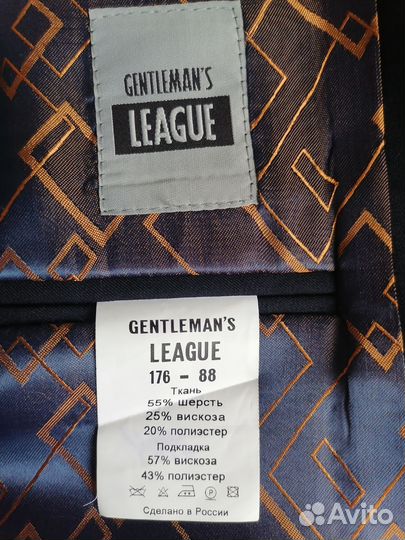 GENTLEMAN'S
LEAGUE
GENTLEMAN'S
LEAGUE
176 - 88
Ткань
55% шерсть
25% вискоза
20% полиэстер
Подкладка
57% вискоза
43% полиэстер
Сделано в России
Avito